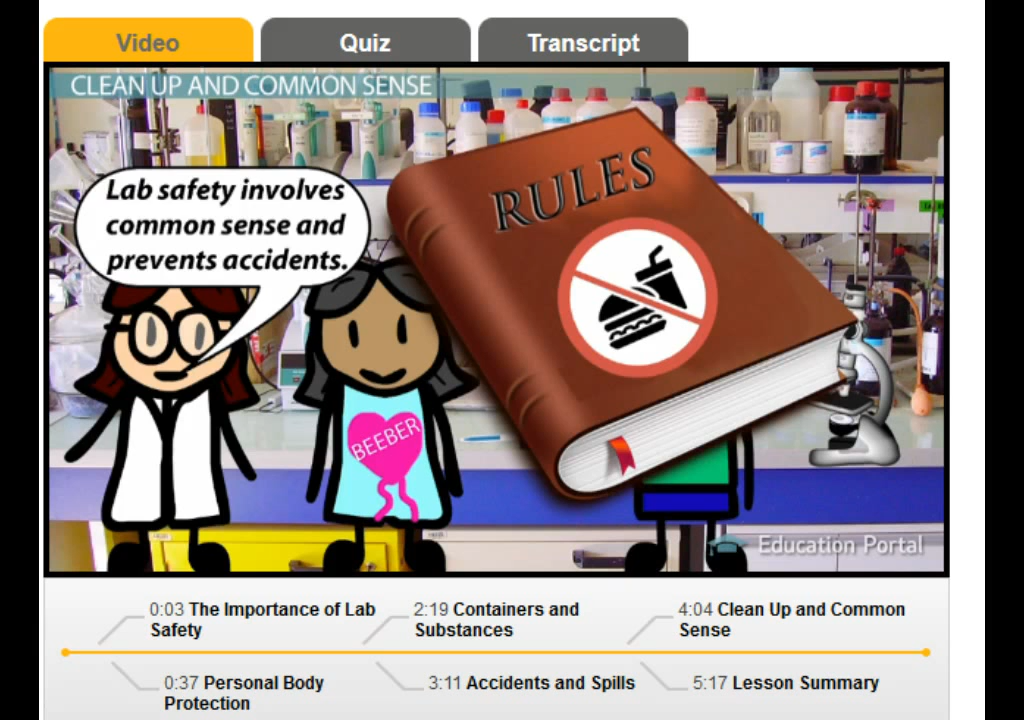 Video
Quiz
Transcript
CLEAN UP AND COMMON SENSE
Lab safety involves
common sense and
prevents accidents.
RULES
BEEBER
Education Portal
0:03 The Importance of Lab
Safety
2:19 Containers and
Substances
4:04 Clean Up and Common
Sense
0:37 Personal Body
Protection
3:11 Accidents and Spills
5:17 Lesson Summary